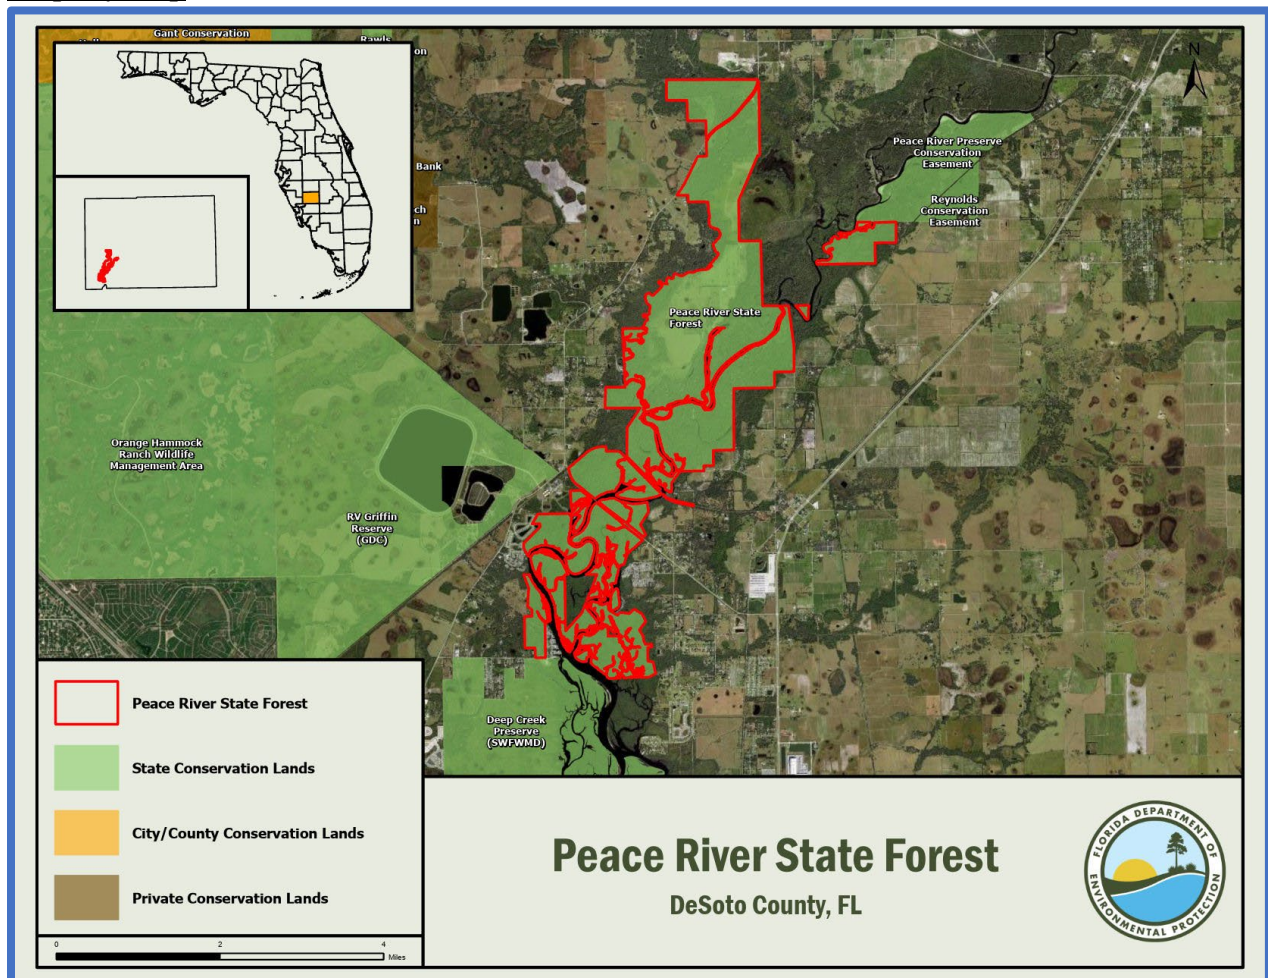 Gant Conservation
Rawls
on
N
Bank
ch
n
Peace River Preserve
Conservation
Easement
Reynolds
Conservation
Easement
Peace River State
Forest
Orange Hammock
Ranch Wildlife
Management Area
RV Griffin
Reserve
(GDC)
Deep Creek
Preserve
(SWFWMD)
Peace River State Forest
State Conservation Lands
City/County Conservation Lands
Private Conservation Lands
0 2 4
Miles
Peace River State Forest
DeSoto County, FL
FLORIDA DEPARTMENT OF
ENVIRONMENTAL PROTECTION